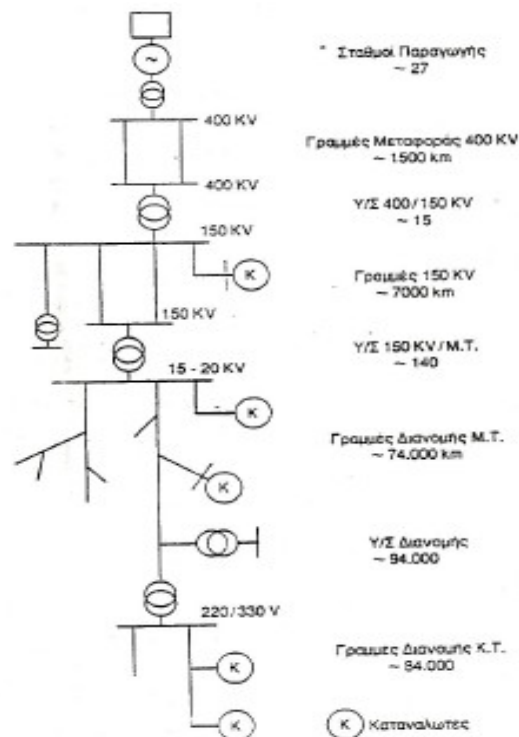 Σταθμοί Παραγωγής
~ 27
400 KV
Γραμμές Μεταφοράς 400 KV
~ 1500 km
400 KV
Υ/Σ 400/150 KV
~ 15
150 KV
K
Γραμμές 150 KV
~ 7000 km
150 KV
Υ/Σ 150 KV/Μ.Τ.
~ 140
15 - 20 KV
K
Γραμμές Διανομής Μ.Τ.
~ 74.000 km
K
Υ/Σ Διανομής
~ 94.000
220/330 V
Γραμμες Διανομής Κ.Τ.
~ 84.000
K
K
K Καταναλωτες